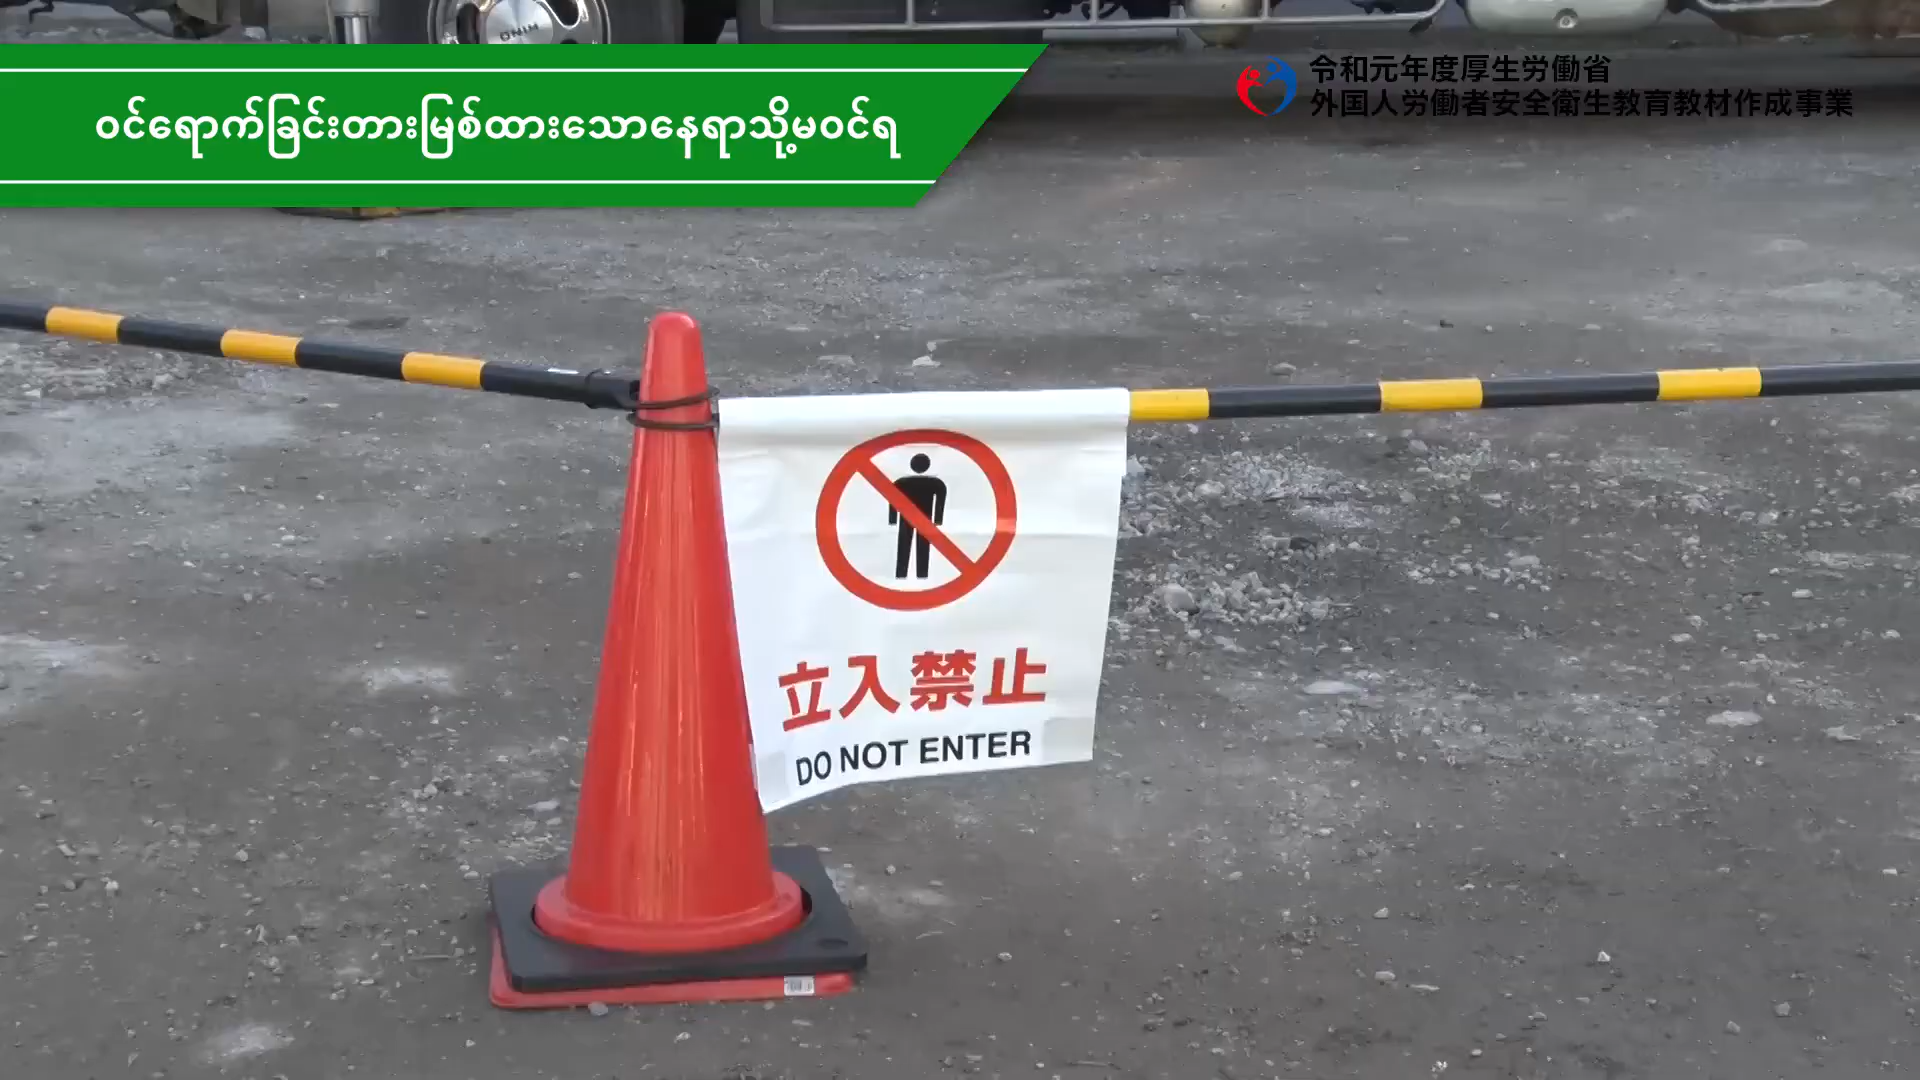 HINO
ဝင်ရောက်ခြင်းတားမြစ်ထားသောနေရာသို့မဝင်ရ
令和元年度厚生労働省
外国人労働者安全衛生教育教材作成事業
立入禁止
DO NOT ENTER